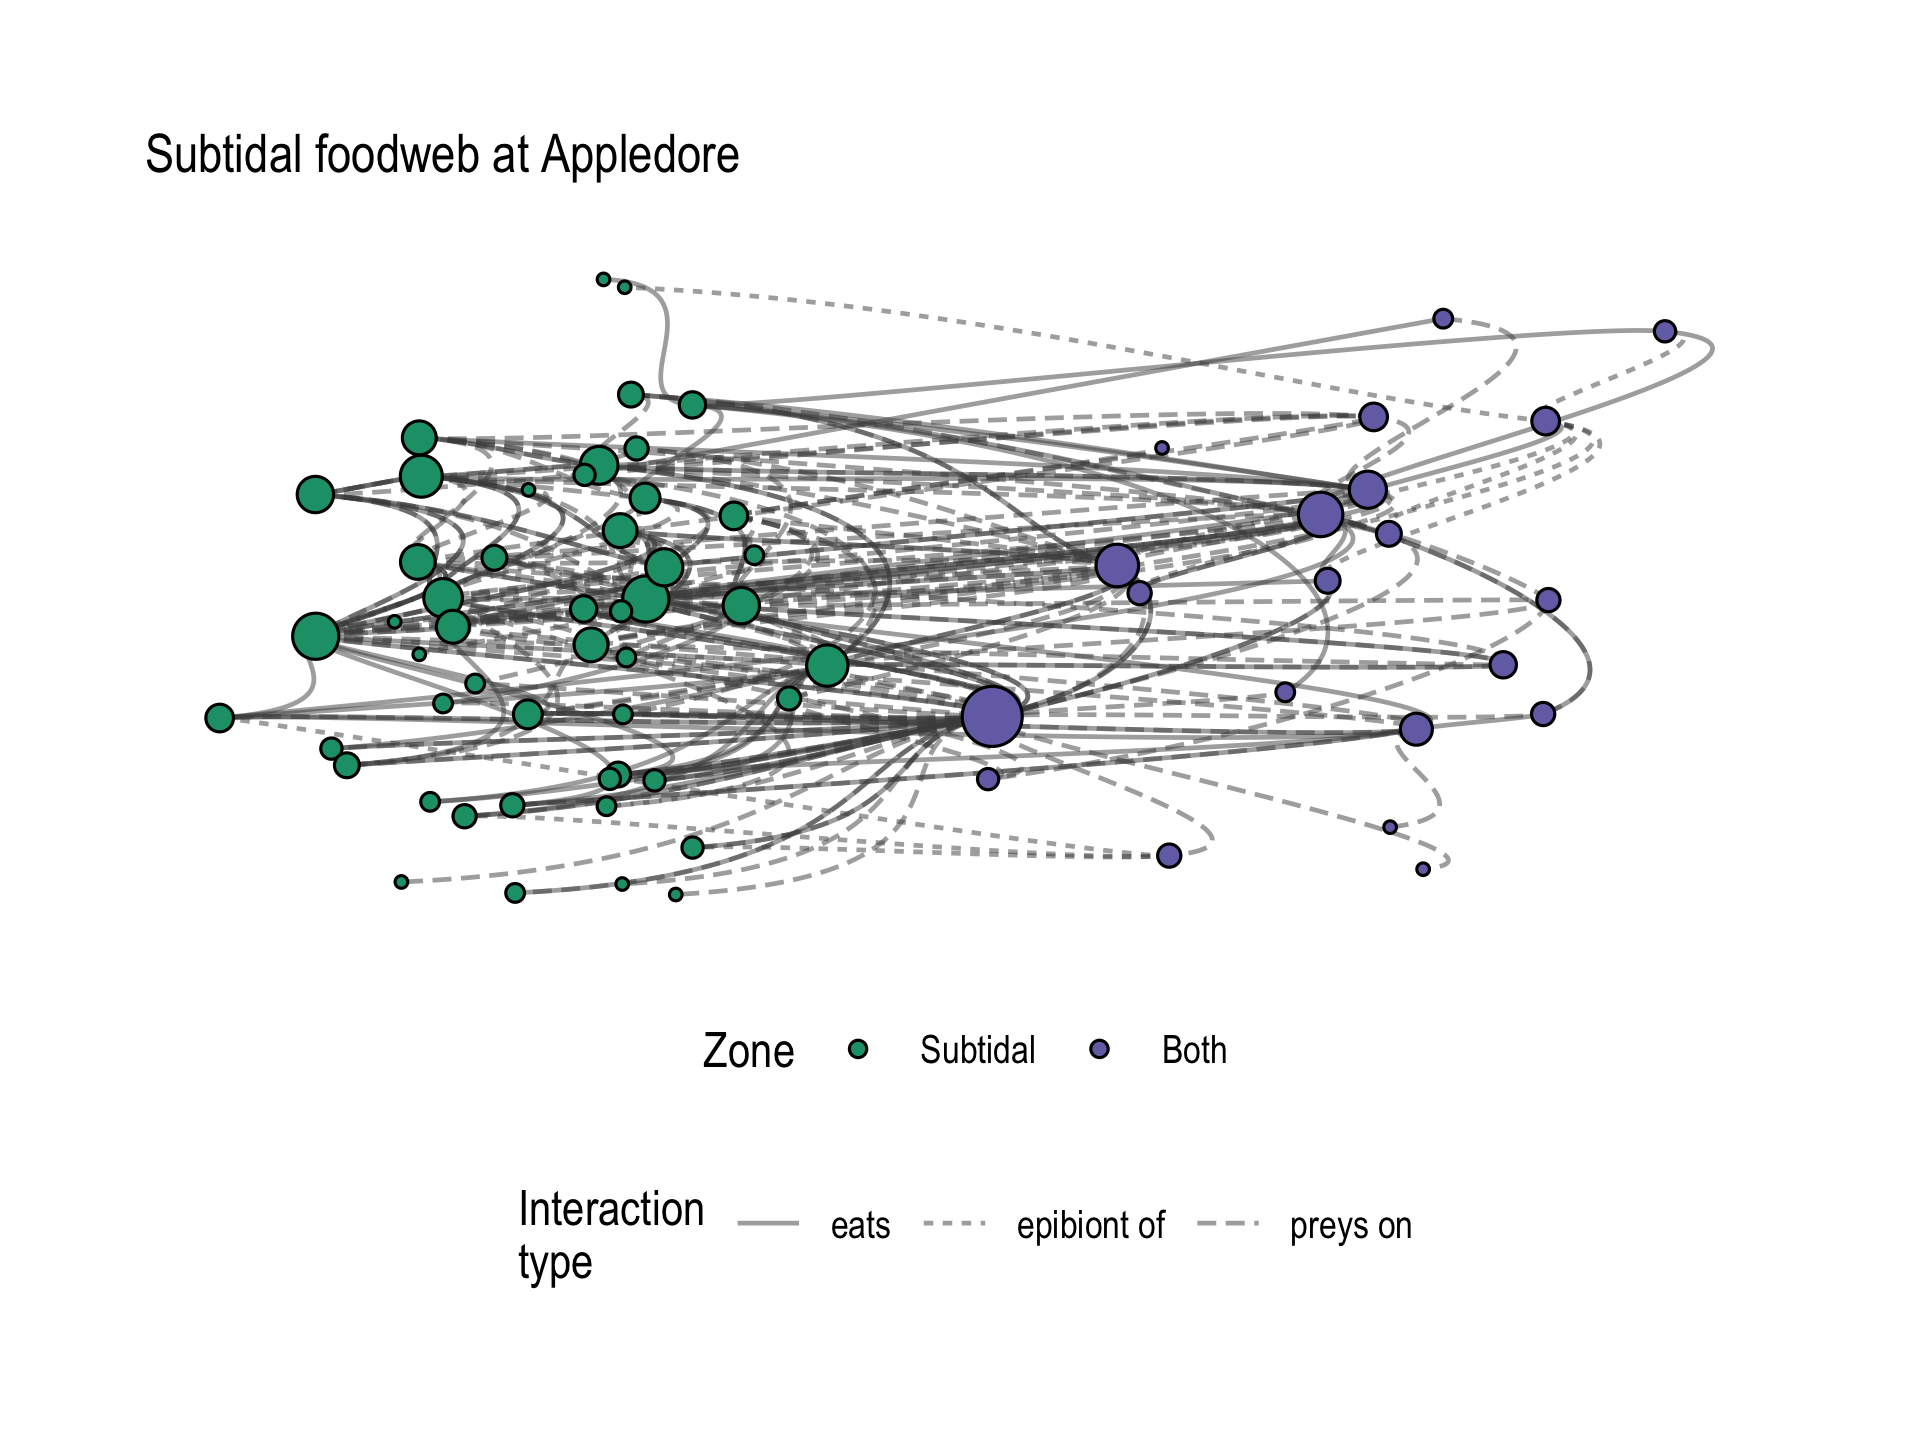 Subtidal foodweb at Appledore
Zone Subtidal Both
Interaction
type
eats epibiont of preys on